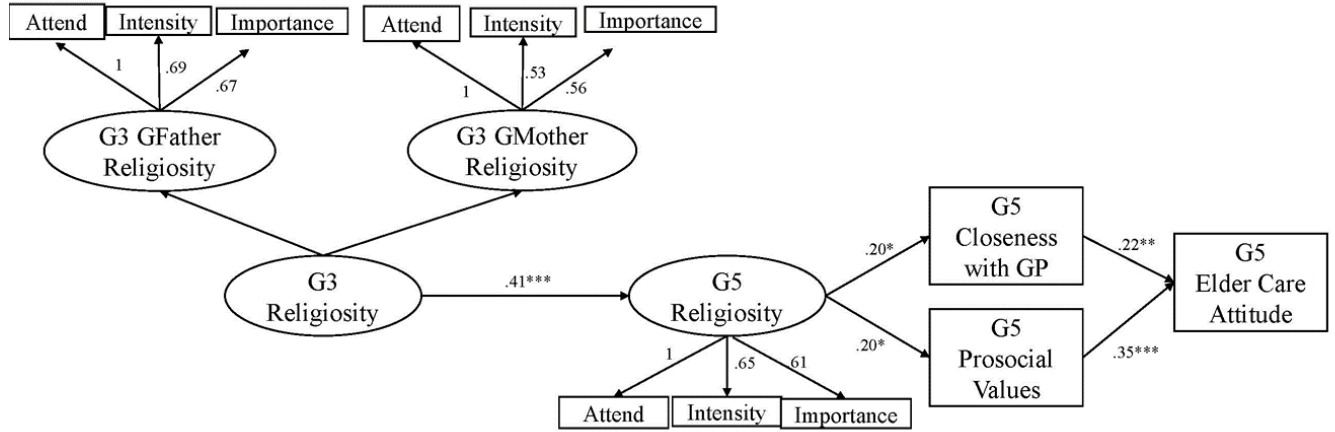 Attend
Intensity
Importance
Attend
Intensity
Importance
1
.69
.67
1
.53
.56
G3 GFather
Religiosity
G3 GMother
Religiosity
G3
Religiosity
.41***
G5
Religiosity
.20*
.20*
G5
Closeness
with GP
G5
Prosocial
Values
.22**
.35***
G5
Elder Care
Attitude
1
.65
61
Attend
Intensity
Importance